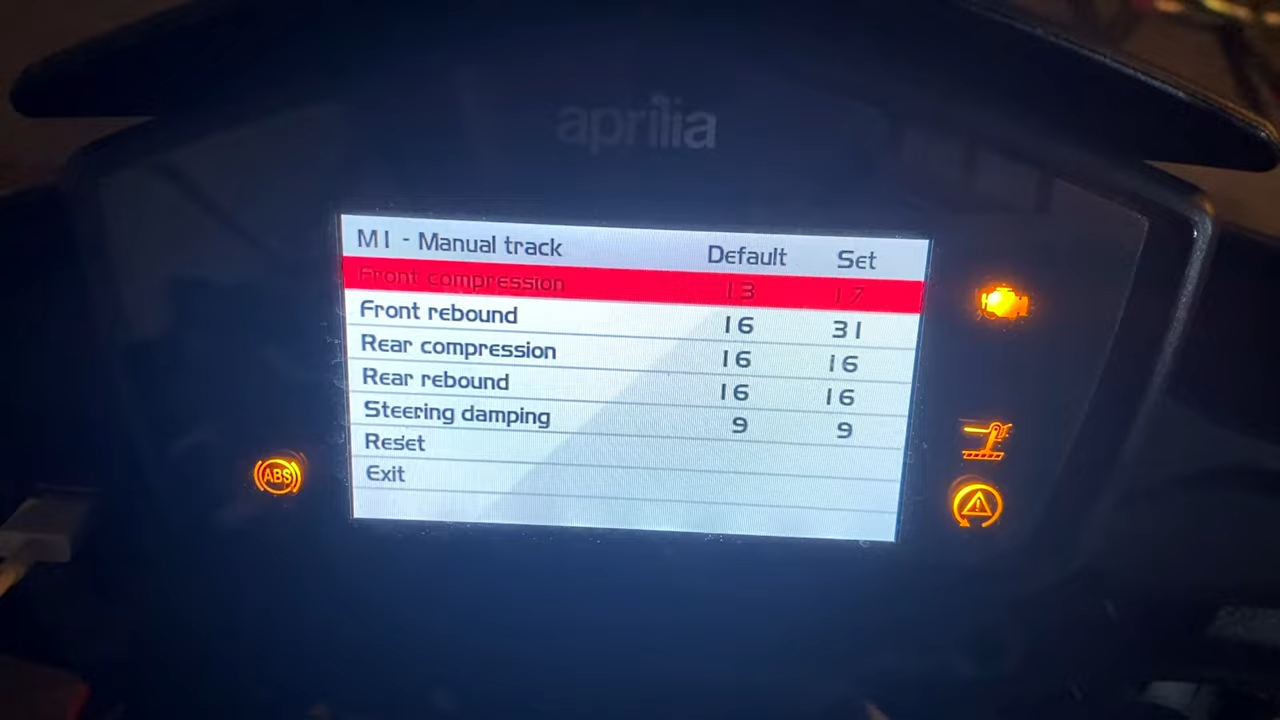 aprilia
M1 - Manual track Default Set
Front compression 13 17
Front rebound 16 31
Rear compression 16 16
Rear rebound 16 16
Steering damping 9 9
Reset
Exit
ABS